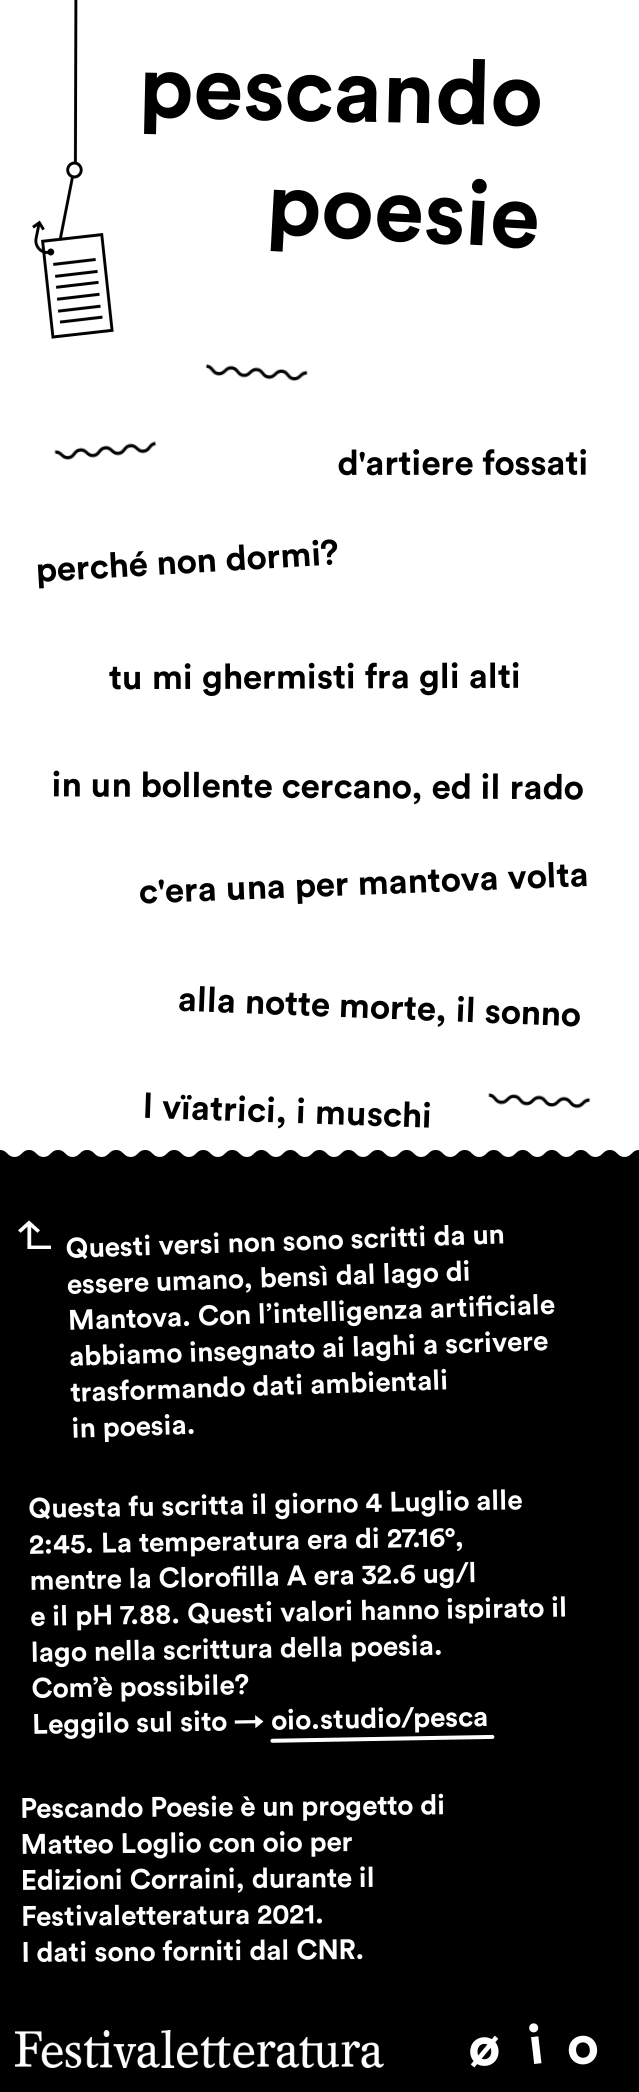 pescando
poesie
d'artiere fossati
perché non dormi?
tu mi ghermisti fra gli alti
in un bollente cercano, ed il rado
c'era una per mantova volta
alla notte morte, il sonno
I vïatrici, i muschi
Questi versi non sono scritti da un
essere umano, bensì dal lago di
Mantova. Con l’intelligenza artificiale
abbiamo insegnato ai laghi a scrivere
trasformando dati ambientali
in poesia.
Questa fu scritta il giorno 4 Luglio alle
2:45. La temperatura era di 27.16°,
mentre la Clorofilla A era 32.6 ug/l
e il pH 7.88. Questi valori hanno ispirato il
lago nella scrittura della poesia.
Com’è possibile?
Leggilo sul sito → oio.studio/pesca
Pescando Poesie è un progetto di
Matteo Loglio con oio per
Edizioni Corraini, durante il
Festivaletteratura 2021.
I dati sono forniti dal CNR.
Festivaletteratura ø i o